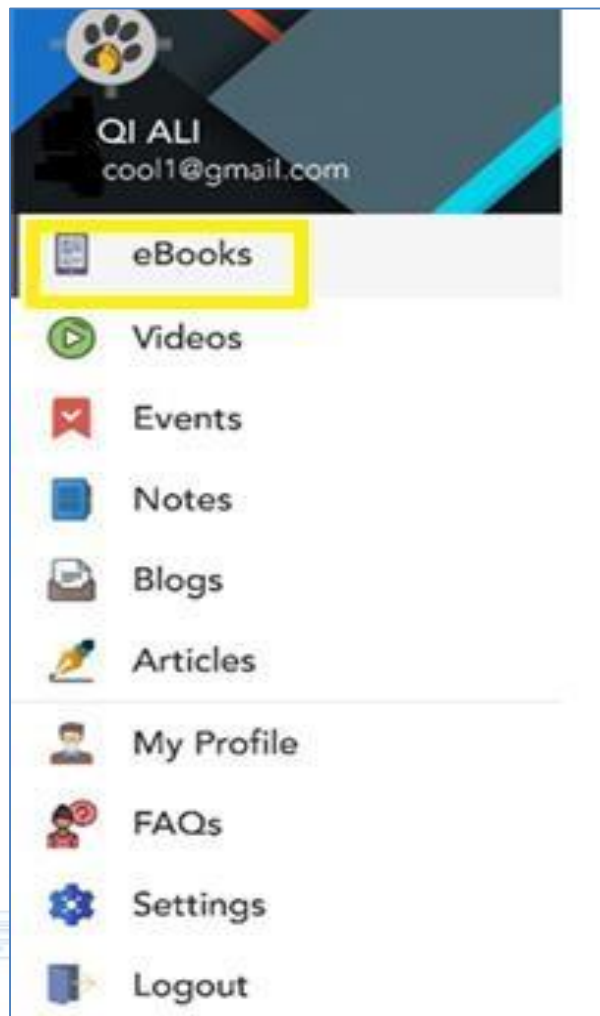 QI ALI
cool1@gmail.com
eBooks
Videos
Events
Notes
Blogs
Articles
My Profile
FAQs
Settings
Logout